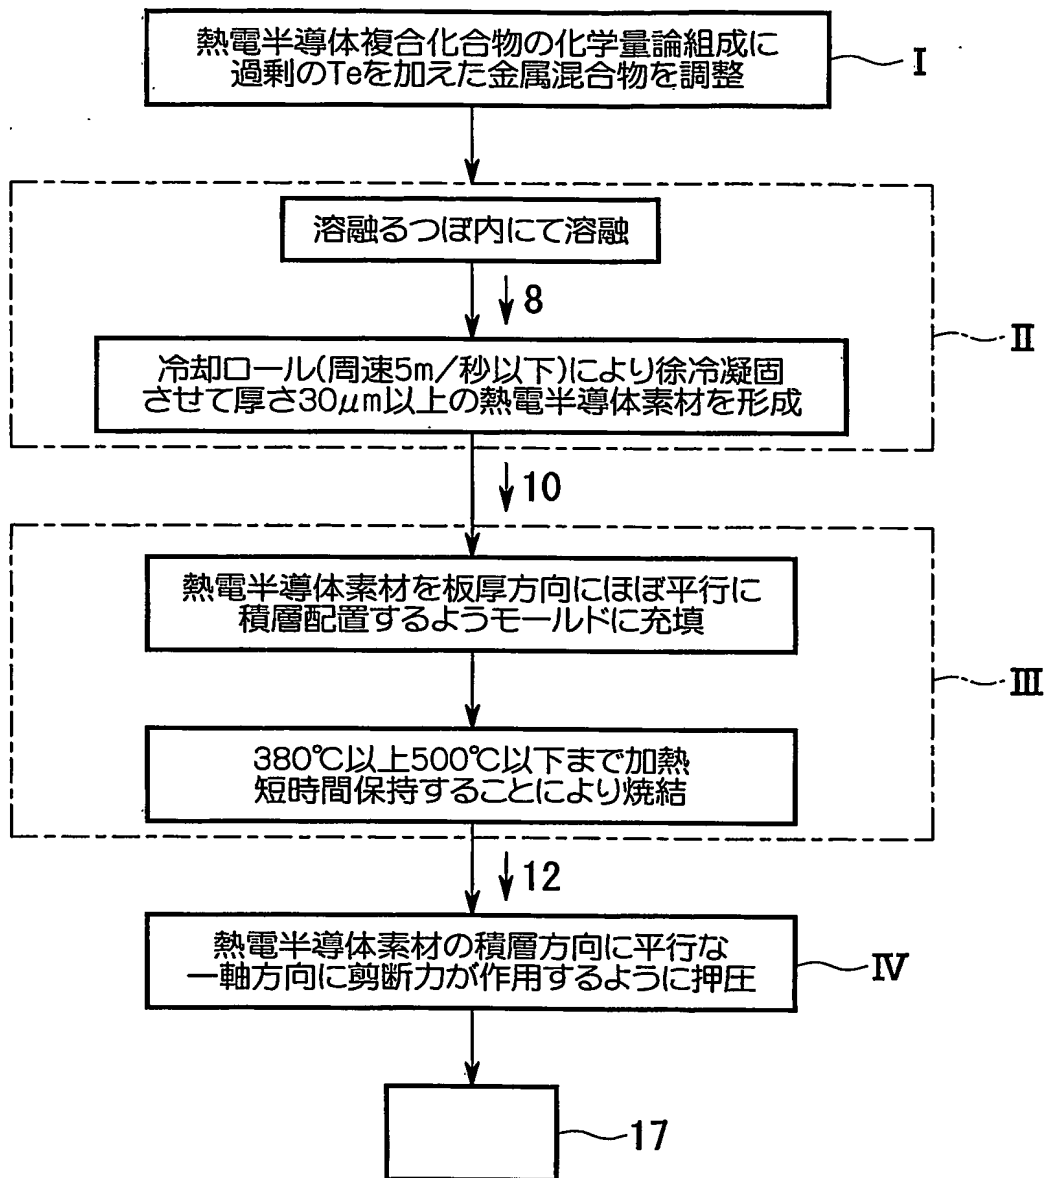 熱電半導体複合化合物の化学量論組成に
過剰のTeを加えた金属混合物を調整
I
溶融るつぼ内にて溶融
8
冷却ロール(周速5m/秒以下)により徐冷凝固
させて厚さ30μm以上の熱電半導体素材を形成
II
10
熱電半導体素材を板厚方向にほぼ平行に
積層配置するようモールドに充填
III
380℃以上500℃以下まで加熱
短時間保持することにより焼結
12
熱電半導体素材の積層方向に平行な
一軸方向に剪断力が作用するように押圧
IV
17